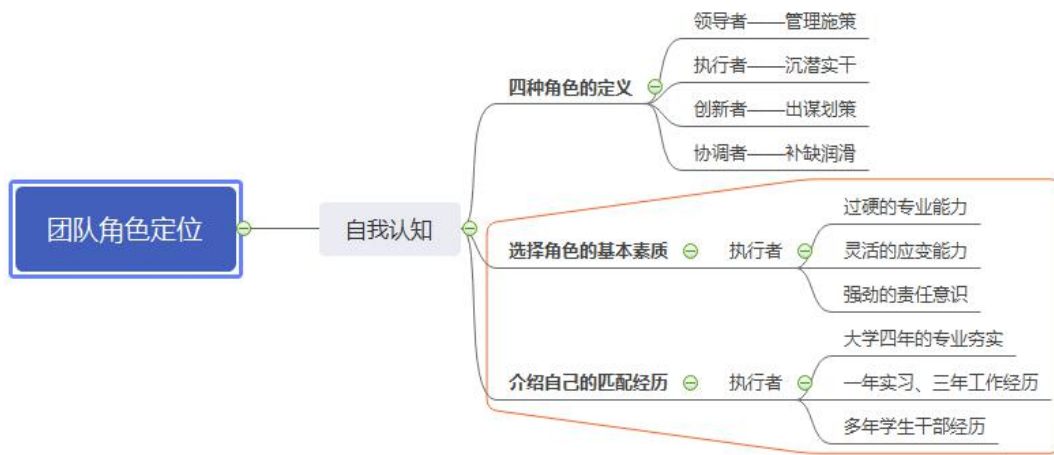 团队角色定位
自我认知
四种角色的定义
领导者——管理施策
执行者——沉潜实干
创新者——出谋划策
协调者——补缺润滑
选择角色的基本素质
执行者
过硬的专业能力
灵活的应变能力
强劲的责任意识
介绍自己的匹配经历
执行者
大学四年的专业夯实
一年实习、三年工作经历
多年学生干部经历